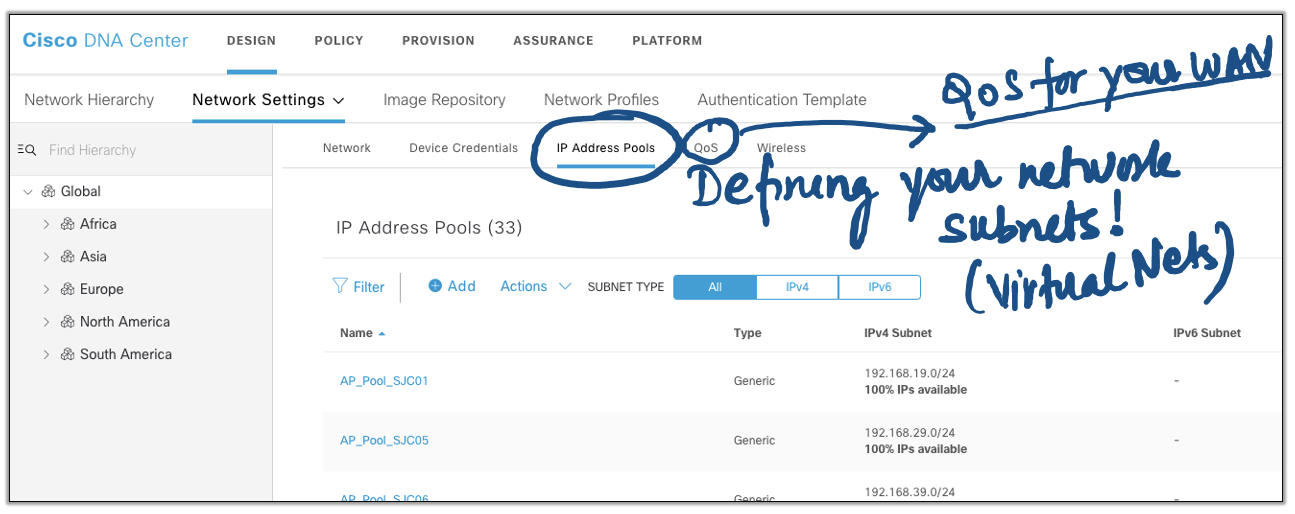 Cisco DNA Center DESIGN POLICY PROVISION ASSURANCE PLATFORM
QoS for your WAN
Network Hierarchy Network Settings Image Repository Network Profiles Authentication Template
Find Hierarchy
Network Device Credentials IP Address Pools QoS Wireless
Defining your network
subnets!
(Virtual Nets)
Global
Africa
Asia
Europe
North America
South America
IP Address Pools (33)
Filter Add Actions SUBNET TYPE All IPv4 IPv6
Name Type IPv4 Subnet IPv6 Subnet
AP_Pool_SJC01 Generic 192.168.19.0/24 -
100% IPs available
AP_Pool_SJC05 Generic 192.168.29.0/24 -
100% IPs available
AP_Pool_SJC06 Generic 192.168.39.0/24 -